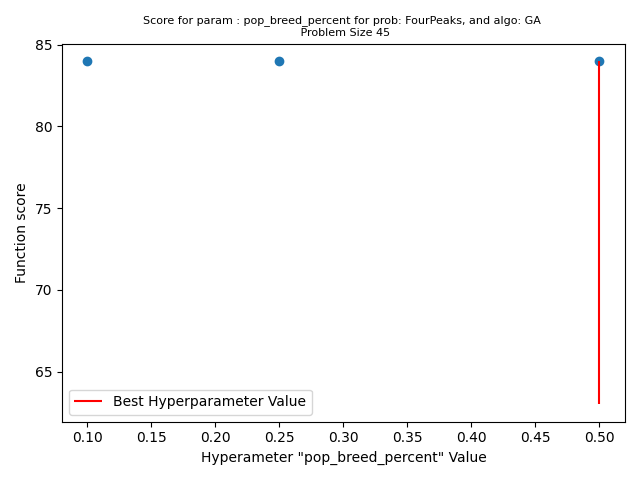 Score for param : pop_breed_percent for prob: FourPeaks, and algo: GA
Problem Size 45
85
80
75
70
65
Function score
Best Hyperparameter Value
0.10 0.15 0.20 0.25 0.30 0.35 0.40 0.45 0.50
Hyperameter "pop_breed_percent" Value